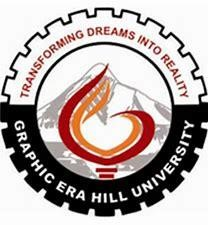 TRANSFORMING DREAMS INTO REALITY
GRAPHIC ERA HILL UNIVERSITY